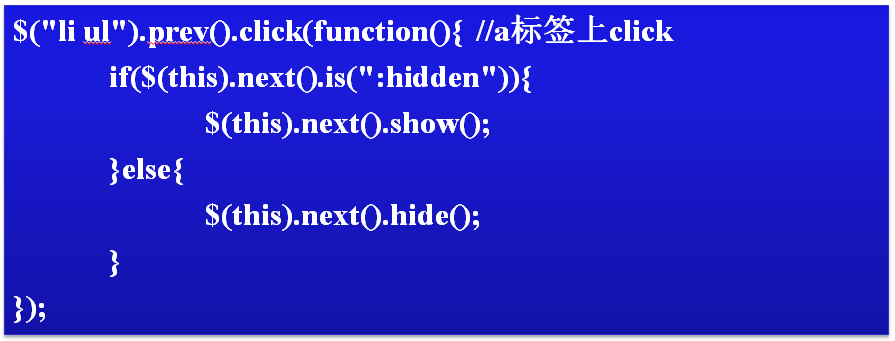 $("li ul").prev().click(function(){ //a标签上click
if($(this).next().is(":hidden")){
$(this).next().show();
}else{
$(this).next().hide();
}
});